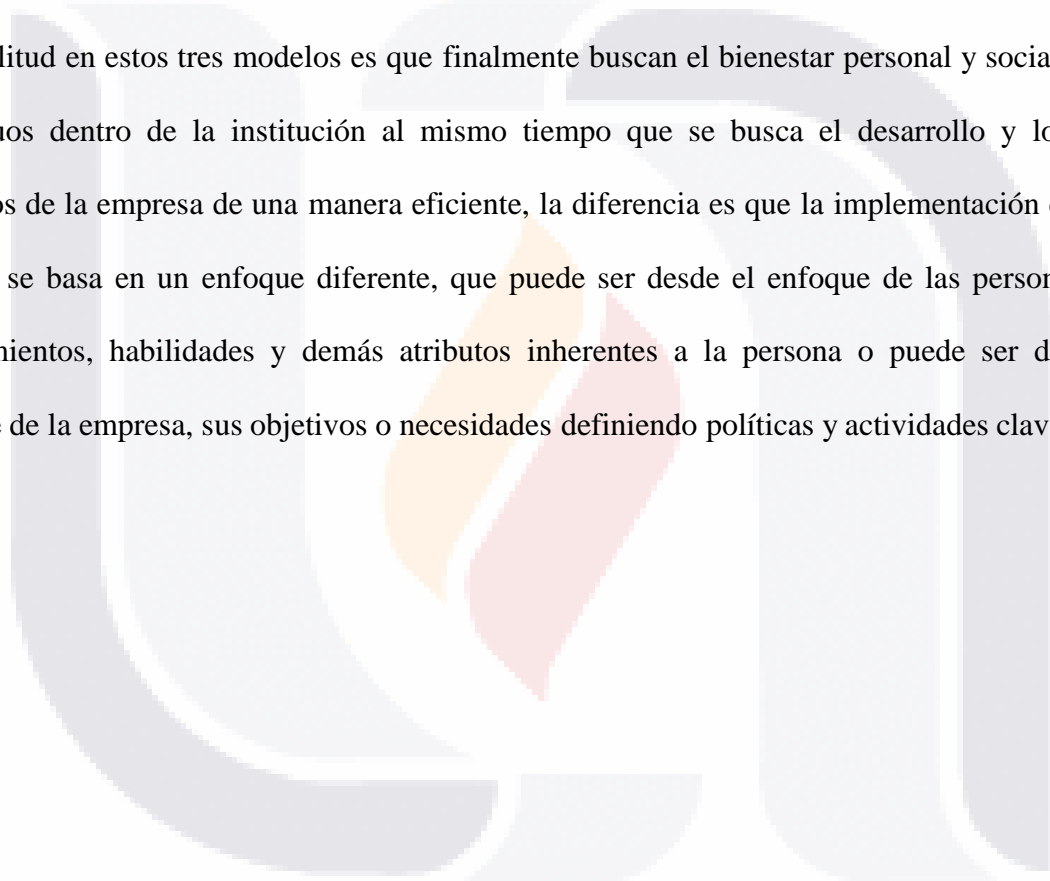 litud en estos tres modelos es que finalmente buscan el bienestar personal y socia
uos dentro de la institución al mismo tiempo que se busca el desarrollo y lo
os de la empresa de una manera eficiente, la diferencia es que la implementación
se basa en un enfoque diferente, que puede ser desde el enfoque de las person
mientos, habilidades y demás atributos inherentes a la persona o puede ser d
de la empresa, sus objetivos o necesidades definiendo políticas y actividades clav